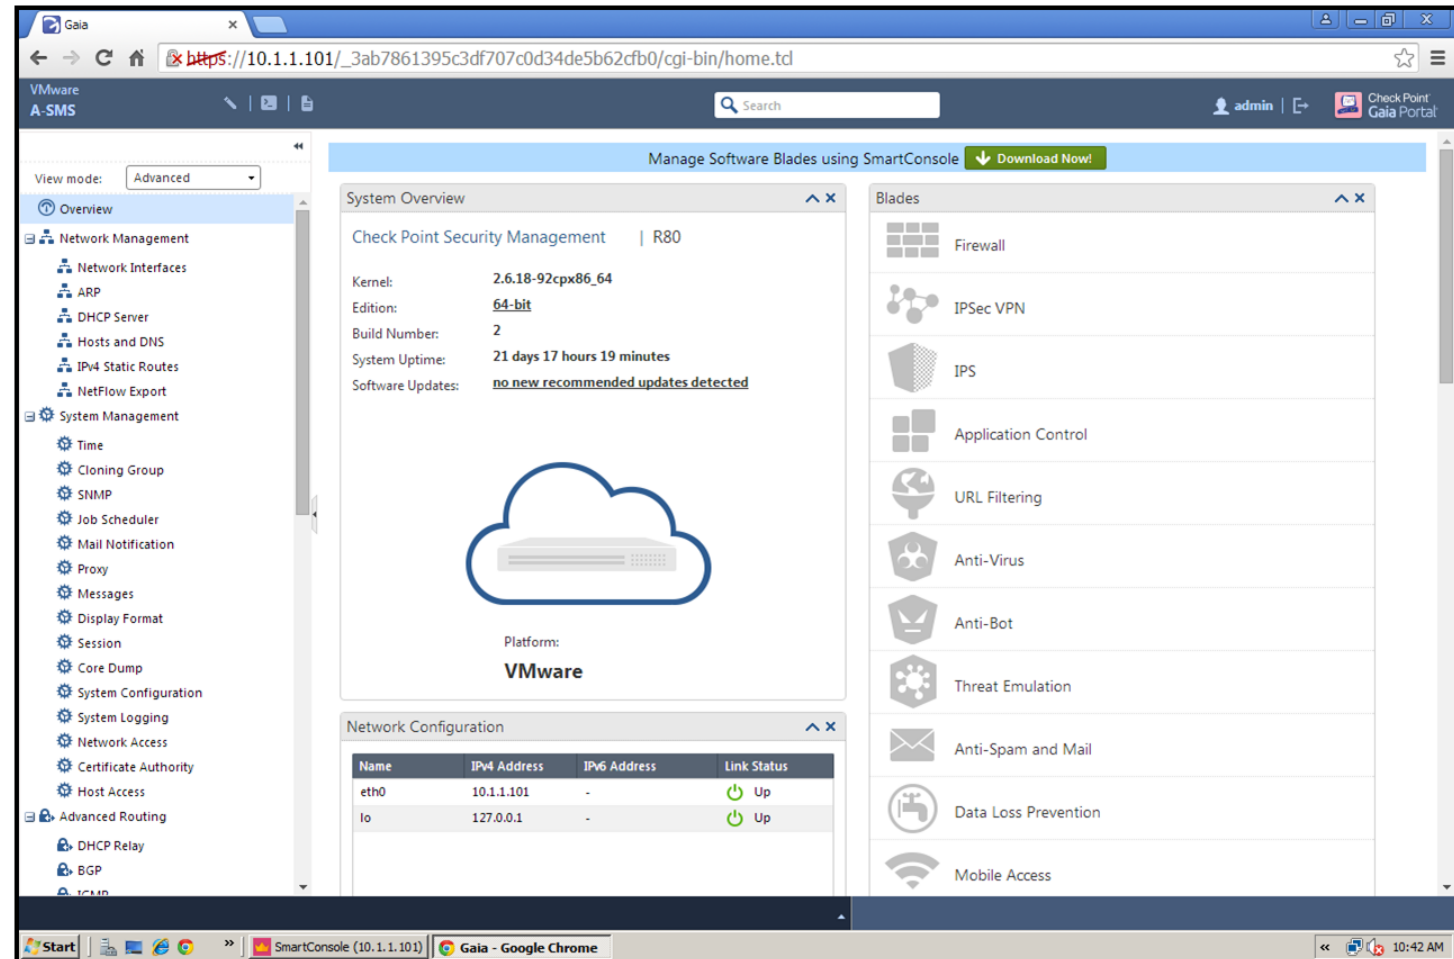 Gaia
https://10.1.1.101/_3ab7861395c3df707c0d34de5b62cfb0/cgi-bin/home.tcl
VMware
A-SMS
Search
admin
Check Point
Gaia Portal
Manage Software Blades using SmartConsole Download Now!
View mode: Advanced
Overview
Network Management
Network Interfaces
ARP
DHCP Server
Hosts and DNS
IPv4 Static Routes
NetFlow Export
System Management
Time
Cloning Group
SNMP
Job Scheduler
Mail Notification
Proxy
Messages
Display Format
Session
Core Dump
System Configuration
System Logging
Network Access
Certificate Authority
Host Access
Advanced Routing
DHCP Relay
BGP
IGMP
System Overview
Check Point Security Management | R80
Kernel: 2.6.18-92cpx86_64
Edition: 64-bit
Build Number: 2
System Uptime: 21 days 17 hours 19 minutes
Software Updates: no new recommended updates detected
Platform:
VMware
Network Configuration
Name IPv4 Address IPv6 Address Link Status
eth0 10.1.1.101 - Up
lo 127.0.0.1 - Up
Blades
Firewall
IPSec VPN
IPS
Application Control
URL Filtering
Anti-Virus
Anti-Bot
Threat Emulation
Anti-Spam and Mail
Data Loss Prevention
Mobile Access
Start
SmartConsole (10.1.1.101)
Gaia - Google Chrome
10:42 AM